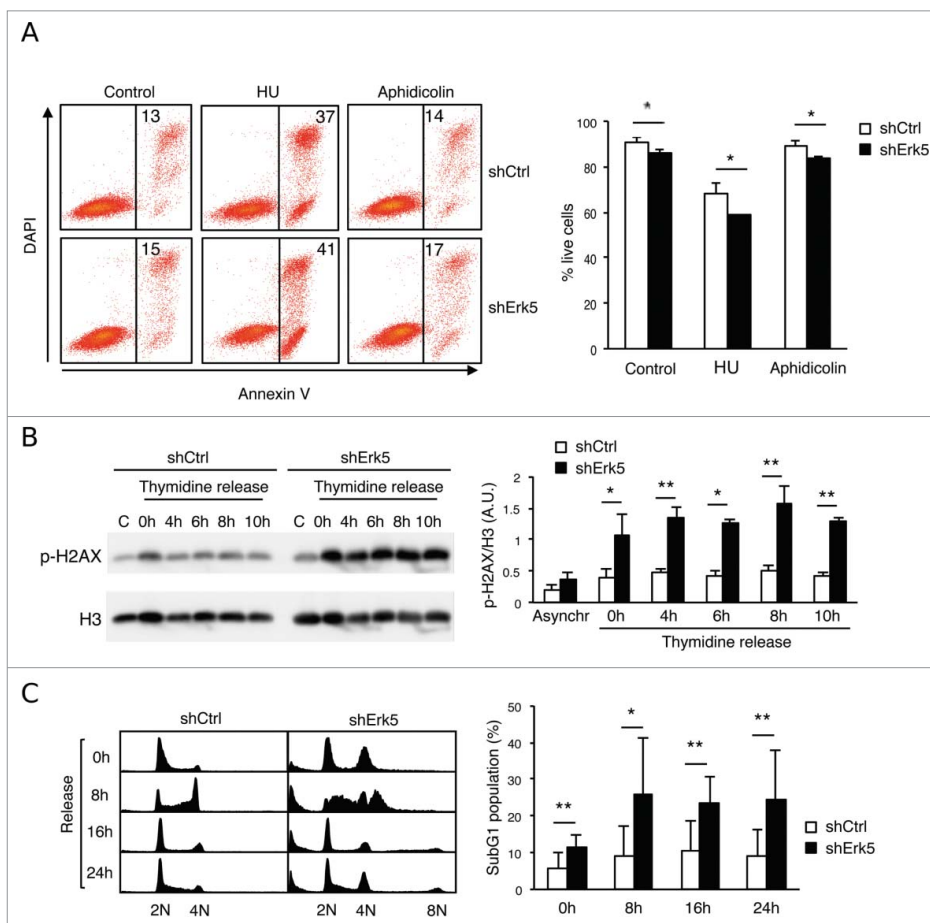 A
Control HU Aphidicolin
13 37 14
shCtrl
15 41 17
shErk5
DAPI
Annexin V
* * *
shCtrl
shErk5
% live cells
100
80
60
40
20
0
Control HU Aphidicolin
B
shCtrl shErk5
Thymidine release Thymidine release
C 0h 4h 6h 8h 10h C 0h 4h 6h 8h 10h
p-H2AX
H3
shCtrl
shErk5
p-H2AX/H3 (A.U.)
2
1.5
1
0.5
0
* ** * ** **
Asynchr 0h 4h 6h 8h 10h
Thymidine release
C
shCtrl shErk5
Release
0h
8h
16h
24h
2N 4N 2N 4N 8N
SubG1 population (%)
50
40
30
20
10
0
** * ** **
shCtrl
shErk5
0h 8h 16h 24h